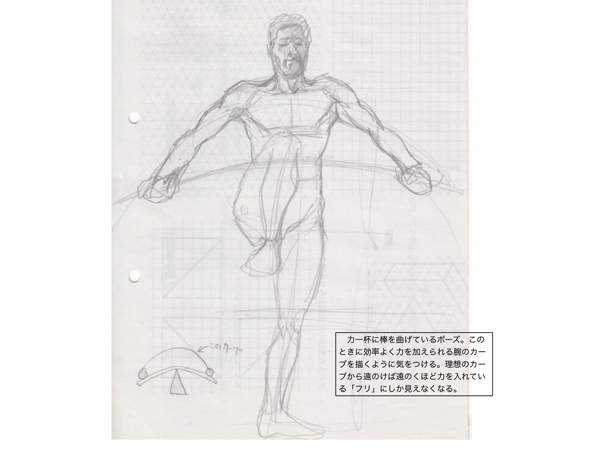 このカーブ
　力一杯に棒を曲げているポーズ。この
ときに効率よく力を加えられる腕のカー
ブを描くように気をつける。理想のカー
ブから遠のけば遠のくほど力を入れてい
る「フリ」にしか見えなくなる。